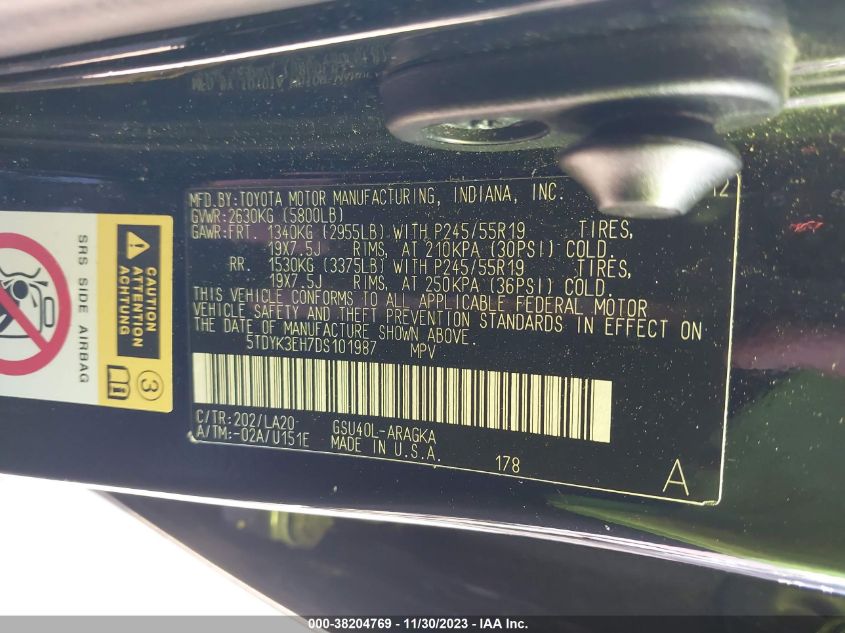 MFD.BY:TOYOTA MOTOR MANUFACTURING, INDIANA, INC. 12
GVWR:2630KG (5800LB)
GAWR:FRT. 1340KG (2955LB) WITH P245/55R19 TIRES,
19X7.5J RIMS, AT 210KPA (30PSI) COLD.
RR. 1530KG (3375LB) WITH P245/55R19 TIRES,
19X7.5J RIMS, AT 250KPA (36PSI) COLD.
THIS VEHICLE CONFORMS TO ALL APPLICABLE FEDERAL MOTOR
VEHICLE SAFETY AND THEFT PREVENTION STANDARDS IN EFFECT ON
THE DATE OF MANUFACTURE SHOWN ABOVE.
5TDYK3EH7DS101987 MPV
C/TR:202/LA20 GSU40L-ARAGKA
A/TM:-02A/U151E MADE IN U.S.A.
178
A
SRS SIDE AIRBAG
CAUTION
ATTENTION
ACHTUNG
3
000-38204769 - 11/30/2023 - IAA Inc.